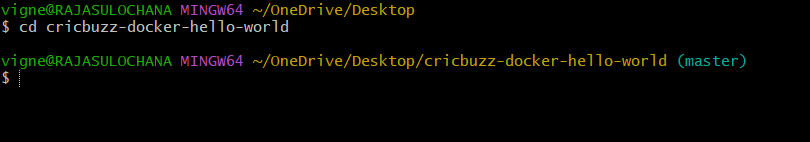 vigne@RAJASULOCHANA MINGW64 ~/OneDrive/Desktop
$ cd cricbuzz-docker-hello-world
vigne@RAJASULOCHANA MINGW64 ~/OneDrive/Desktop/cricbuzz-docker-hello-world (master)
$